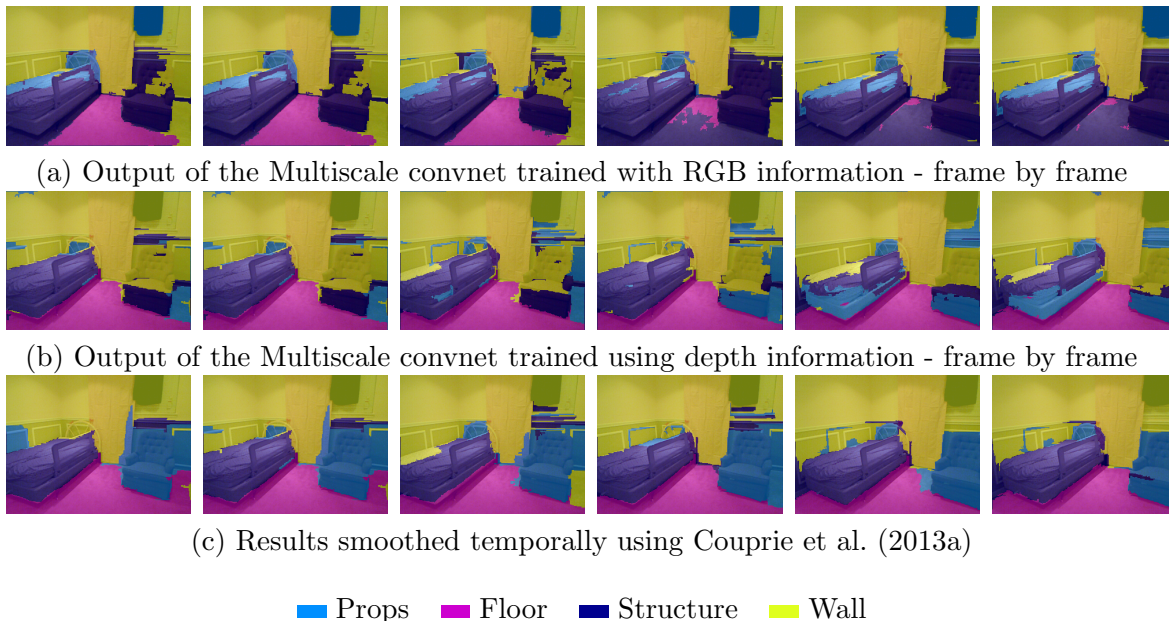 (a) Output of the Multiscale convnet trained with RGB information - frame by frame
(b) Output of the Multiscale convnet trained using depth information - frame by frame
(c) Results smoothed temporally using Couprie et al. (2013a)
Props Floor Structure Wall